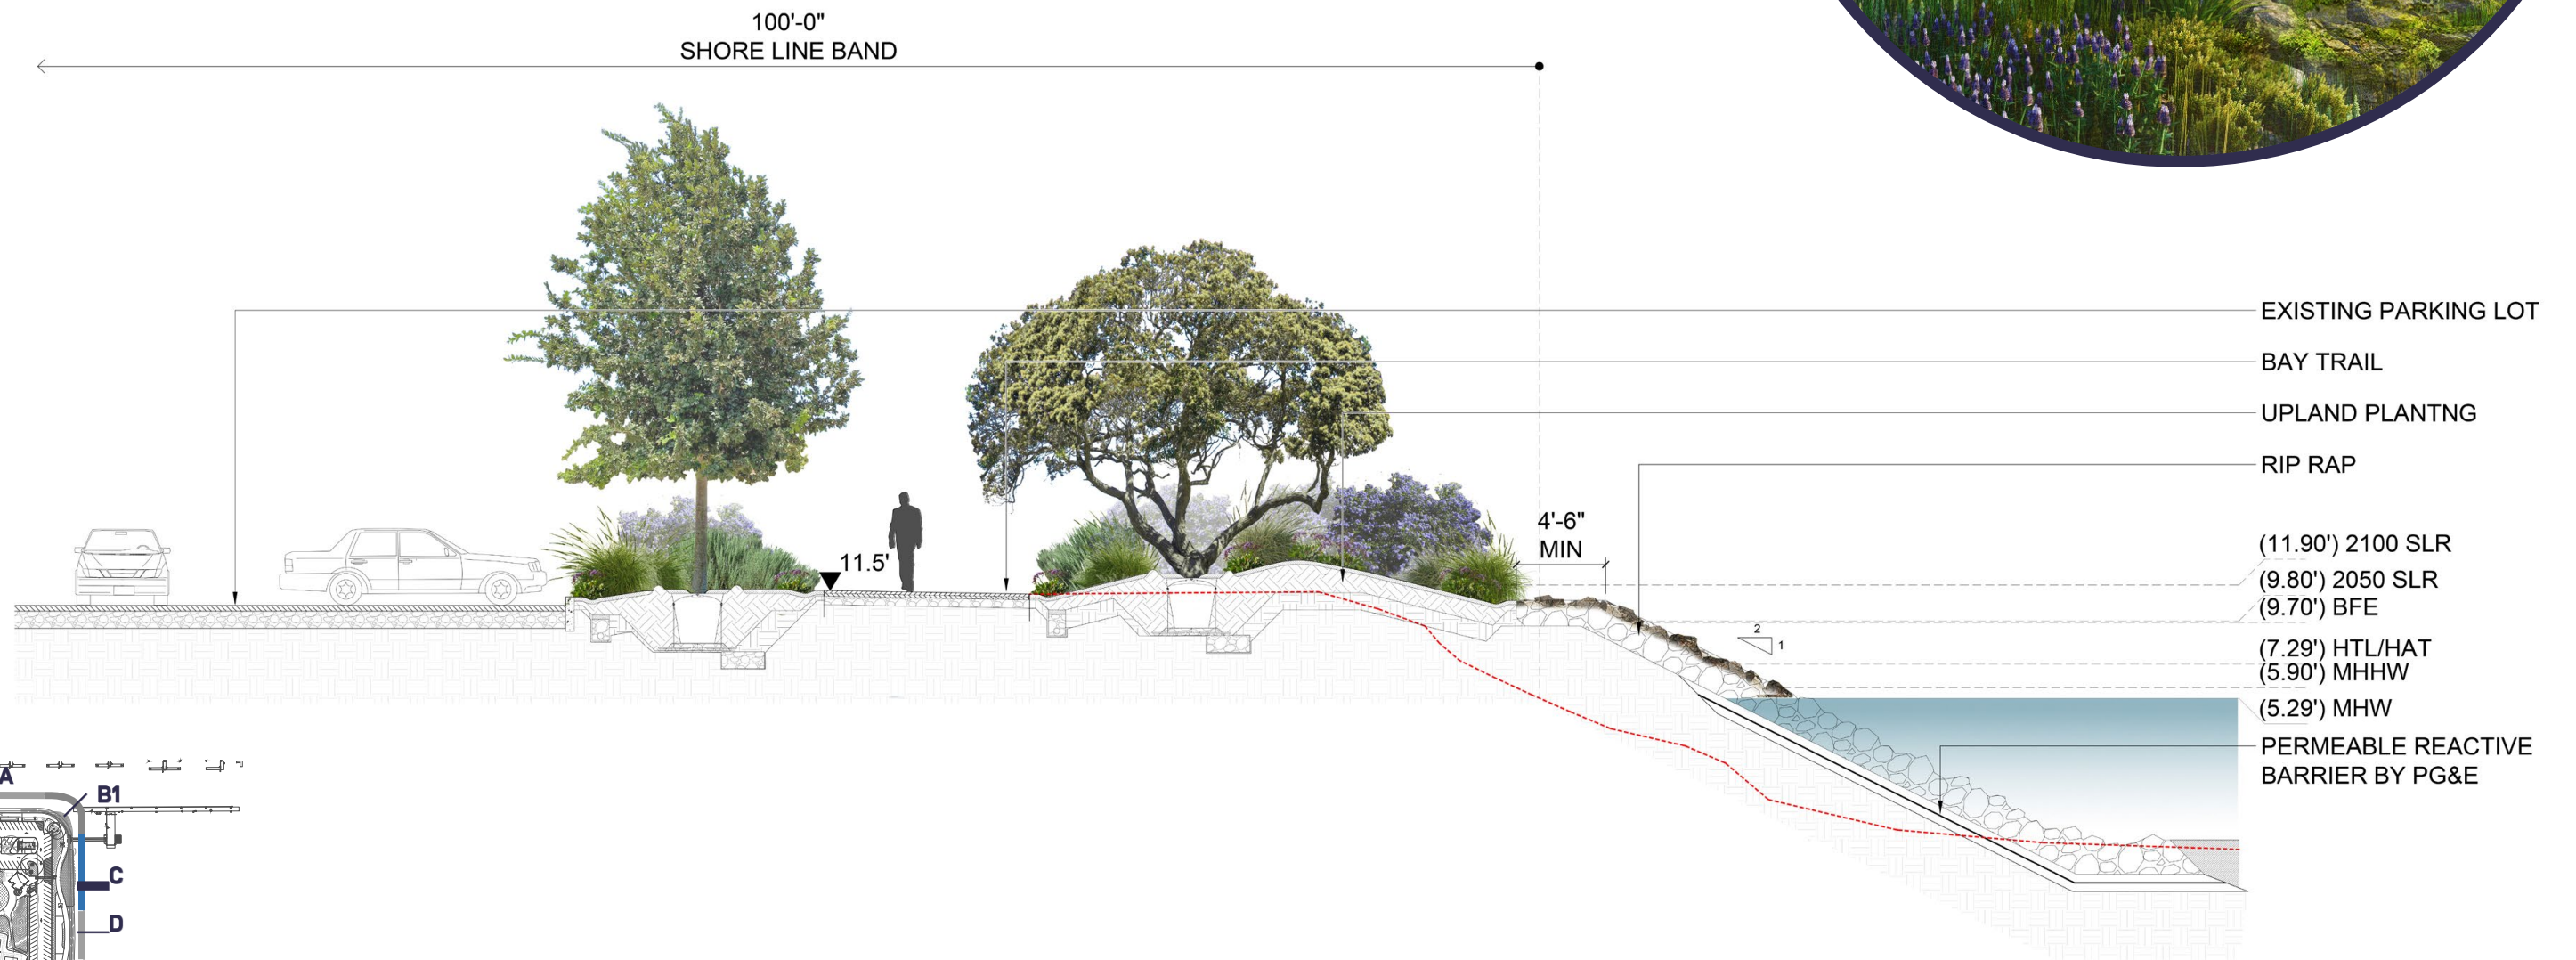 100'-0"
SHORE LINE BAND
EXISTING PARKING LOT
BAY TRAIL
UPLAND PLANTNG
RIP RAP
4'-6"
MIN
11.5'
(11.90') 2100 SLR
(9.80') 2050 SLR
(9.70') BFE
2
1
(7.29') HTL/HAT
(5.90') MHHW
(5.29') MHW
PERMEABLE REACTIVE
BARRIER BY PG&E
A
B1
C
D